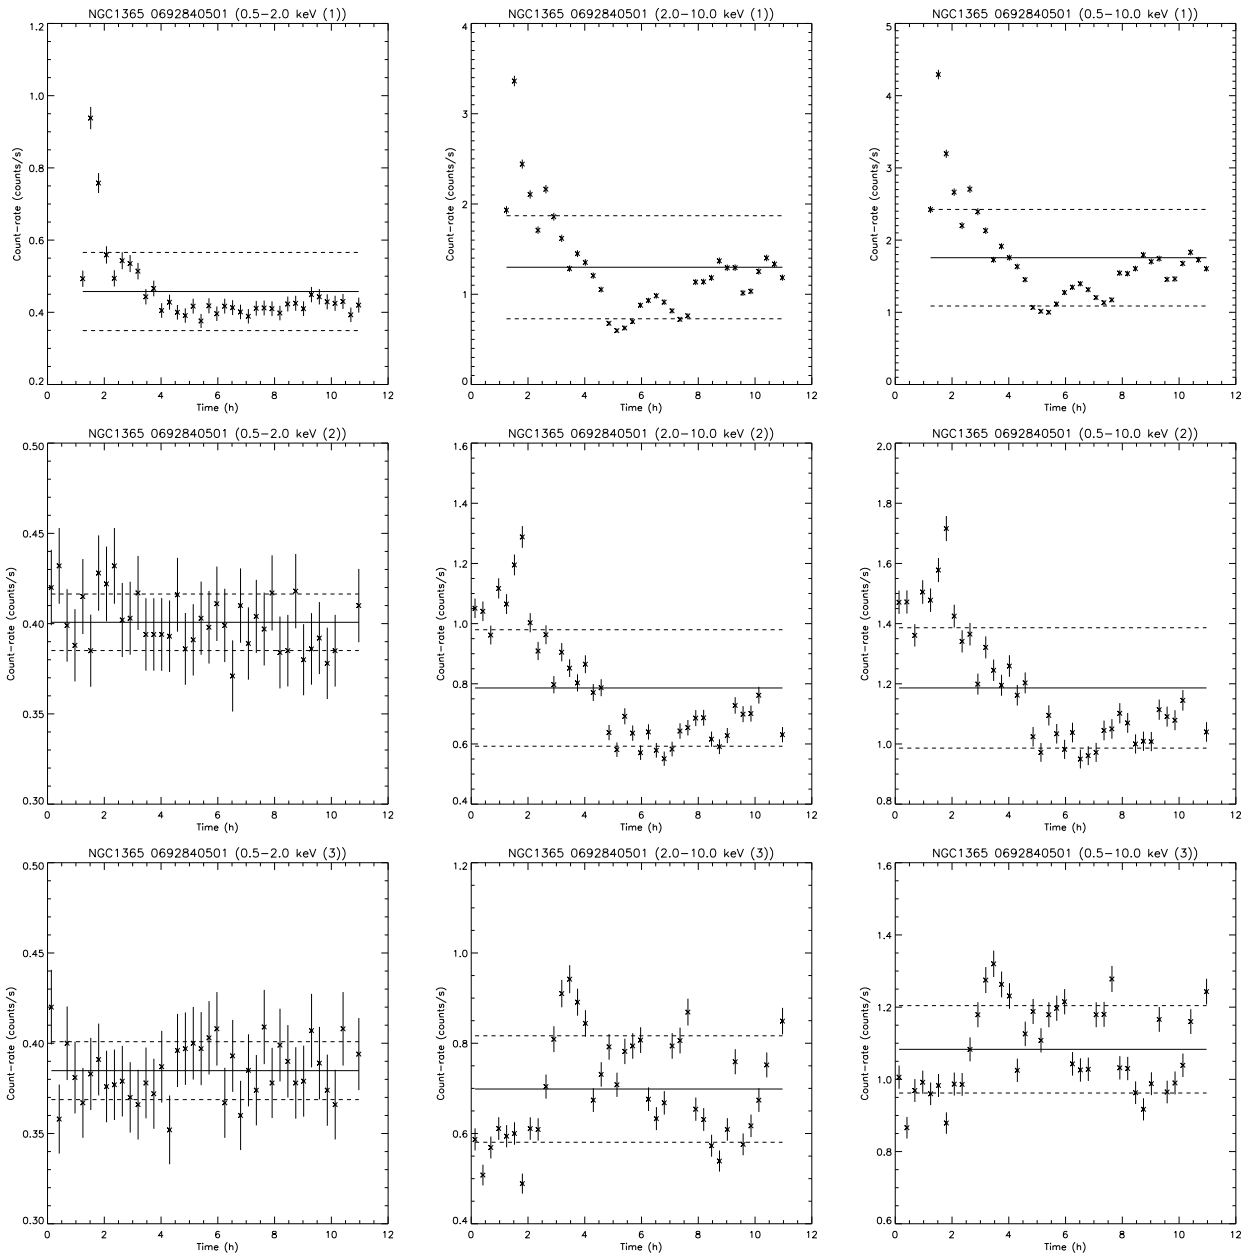 NGC1365 0692840501 (0.5−2.0 keV (1))
1.2
1.0
0.8
0.6
0.4
0.2
Count−rate (counts/s)
0 2 4 6 8 10 12
Time (h)
NGC1365 0692840501 (2.0−10.0 keV (1))
4
3
2
1
0
Count−rate (counts/s)
0 2 4 6 8 10 12
Time (h)
NGC1365 0692840501 (0.5−10.0 keV (1))
5
4
3
2
1
0
Count−rate (counts/s)
0 2 4 6 8 10 12
Time (h)
NGC1365 0692840501 (0.5−2.0 keV (2))
0.50
0.45
0.40
0.35
0.30
Count−rate (counts/s)
0 2 4 6 8 10 12
Time (h)
NGC1365 0692840501 (2.0−10.0 keV (2))
1.6
1.4
1.2
1.0
0.8
0.6
0.4
Count−rate (counts/s)
0 2 4 6 8 10 12
Time (h)
NGC1365 0692840501 (0.5−10.0 keV (2))
2.0
1.8
1.6
1.4
1.2
1.0
0.8
Count−rate (counts/s)
0 2 4 6 8 10 12
Time (h)
NGC1365 0692840501 (0.5−2.0 keV (3))
0.50
0.45
0.40
0.35
0.30
Count−rate (counts/s)
0 2 4 6 8 10 12
Time (h)
NGC1365 0692840501 (2.0−10.0 keV (3))
1.2
1.0
0.8
0.6
0.4
Count−rate (counts/s)
0 2 4 6 8 10 12
Time (h)
NGC1365 0692840501 (0.5−10.0 keV (3))
1.6
1.4
1.2
1.0
0.8
0.6
Count−rate (counts/s)
0 2 4 6 8 10 12
Time (h)